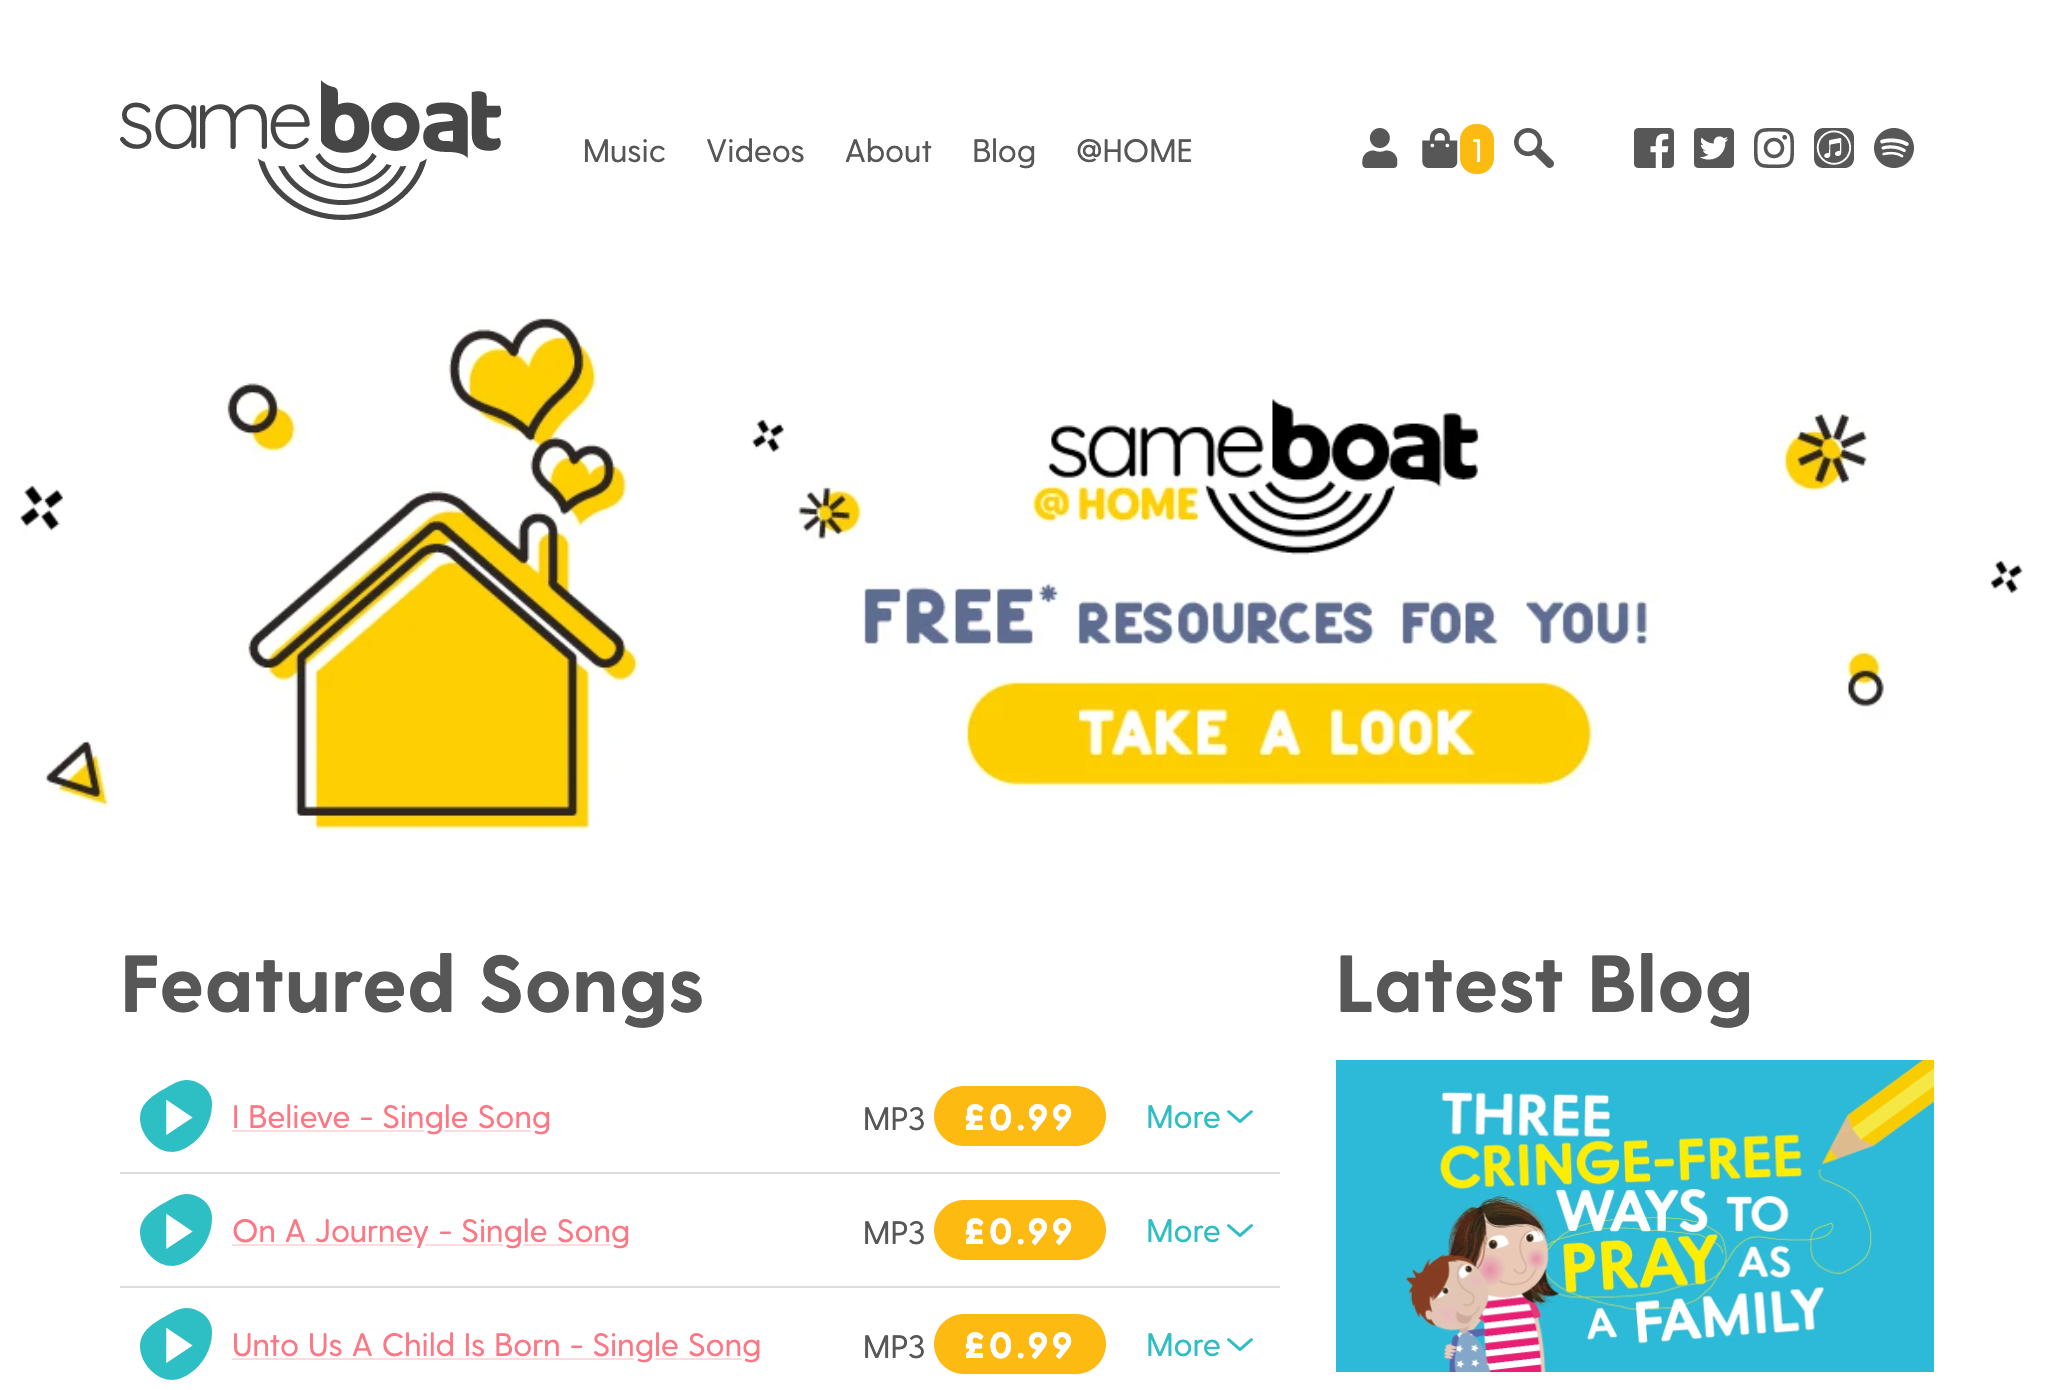 sameboat
Music Videos About Blog @HOME
1
sameboat
@ HOME
FREE* RESOURCES FOR YOU!
TAKE A LOOK
Featured Songs
I Believe - Single Song MP3 £0.99 More
On A Journey - Single Song MP3 £0.99 More
Unto Us A Child Is Born - Single Song MP3 £0.99 More
Latest Blog
THREE
CRINGE-FREE
WAYS TO
PRAY AS
A FAMILY